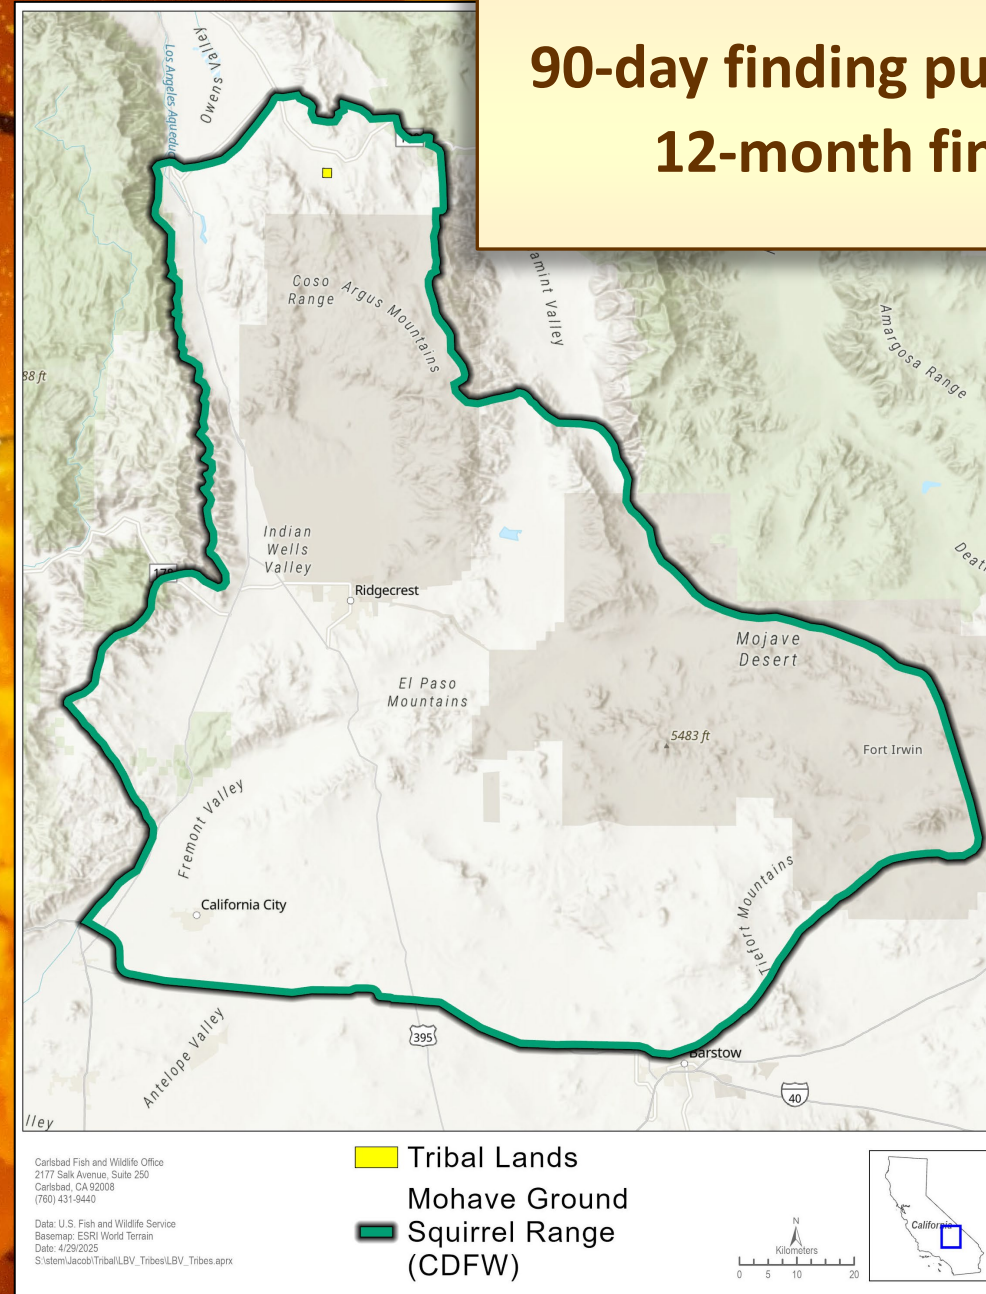 90-day finding pu
12-month fin
Los Angeles Aqueduc
Owens Valley
Coso
Range
Argus Mountains
amint Valley
Amargosa Range
88 ft
Indian
Wells
Valley
178
Ridgecrest
Death
Mojave
Desert
El Paso
Mountains
5483 ft
Fort Irwin
Fremont Valley
California City
Tiefort Mountains
Antelope Valley
395
Barstow
40
lley
Carlsbad Fish and Wildlife Office
2177 Salk Avenue, Suite 250
Carlsbad, CA 92008
(760) 431-9440
Data: U.S. Fish and Wildlife Service
Basemap: ESRI World Terrain
Date: 4/29/2025
S:\stem\Jacob\Tribal\LBV_Tribes\LBV_Tribes.aprx
Tribal Lands
Mohave Ground
Squirrel Range
(CDFW)
N
Kilometers
0 5 10 20
California